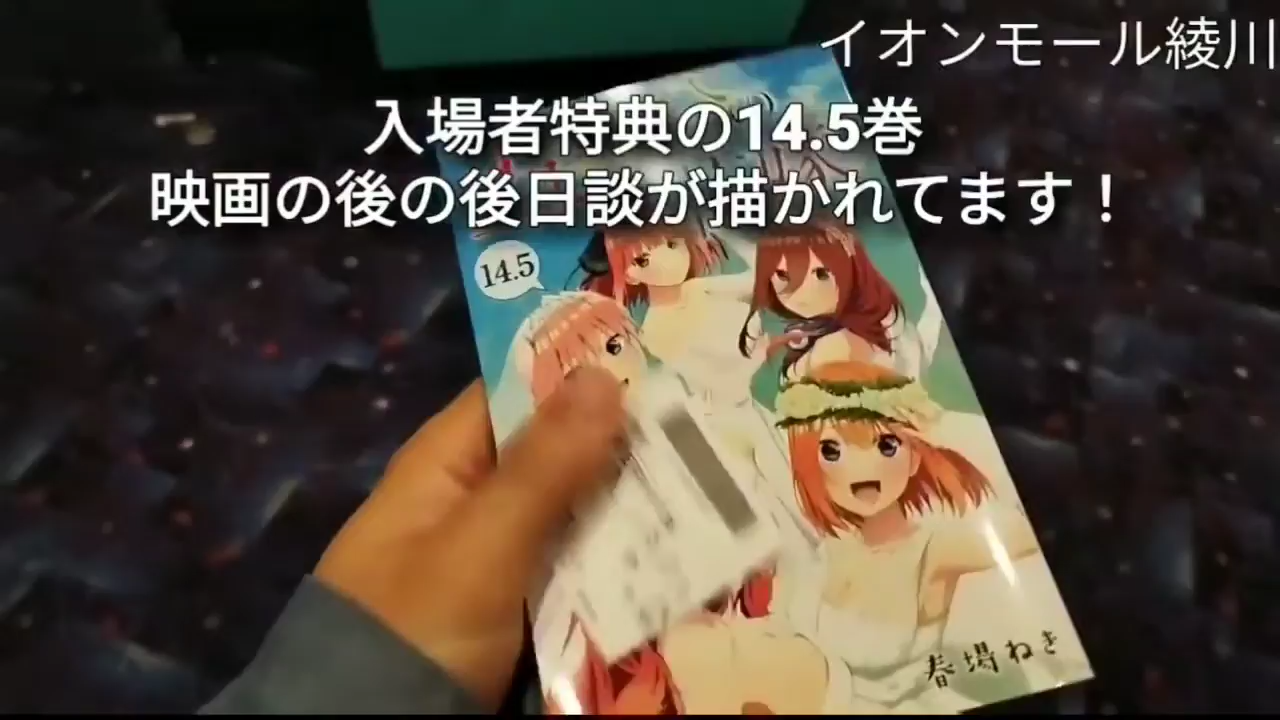 イオンモール綾川
入場者特典の14.5巻
映画の後の後日談が描かれてます！
14.5
春場ねぎ